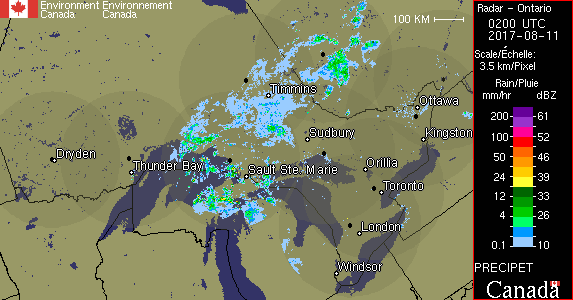 Environment Environnement
Canada Canada
100 KM
Timmins
Ottawa
Sudbury
Kingston
Dryden
Thunder Bay
Sault Ste. Marie
Orillia
Toronto
London
Windsor
Radar - Ontario
0200 UTC
2017-08-11
Scale/Échelle:
3.5 km/Pixel
Rain/Pluie
mm/hr dBZ
200 61
100 52
50 46
24 39
12 33
4 26
0.1 10
PRECIPET
Canada